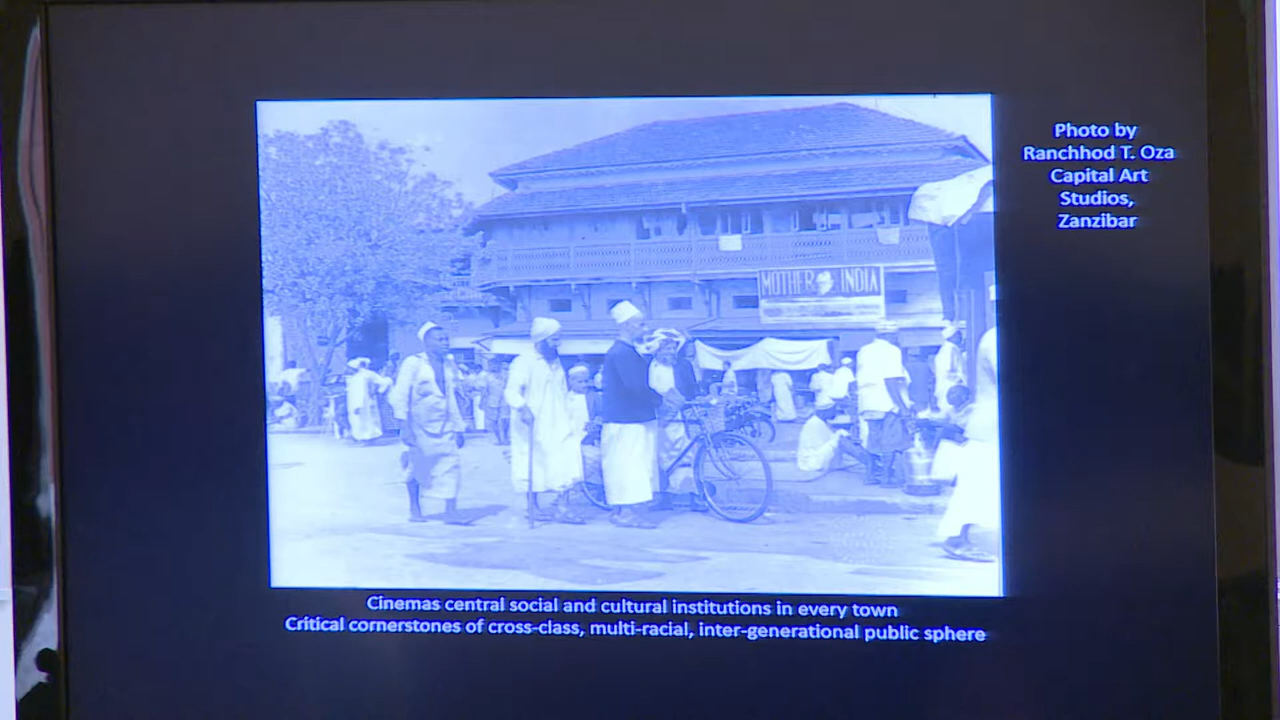 Photo by
Ranchhod T. Oza
Capital Art
Studios,
Zanzibar
MOTHER INDIA
Cinemas central social and cultural institutions in every town
Critical cornerstones of cross-class, multi-racial, inter-generational public sphere